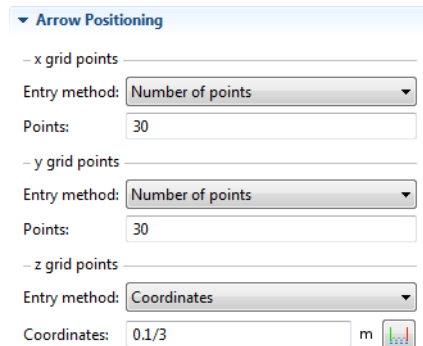 Arrow Positioning
x grid points
Entry method: Number of points
Points: 30
y grid points
Entry method: Number of points
Points: 30
z grid points
Entry method: Coordinates
Coordinates: 0.1/3 m